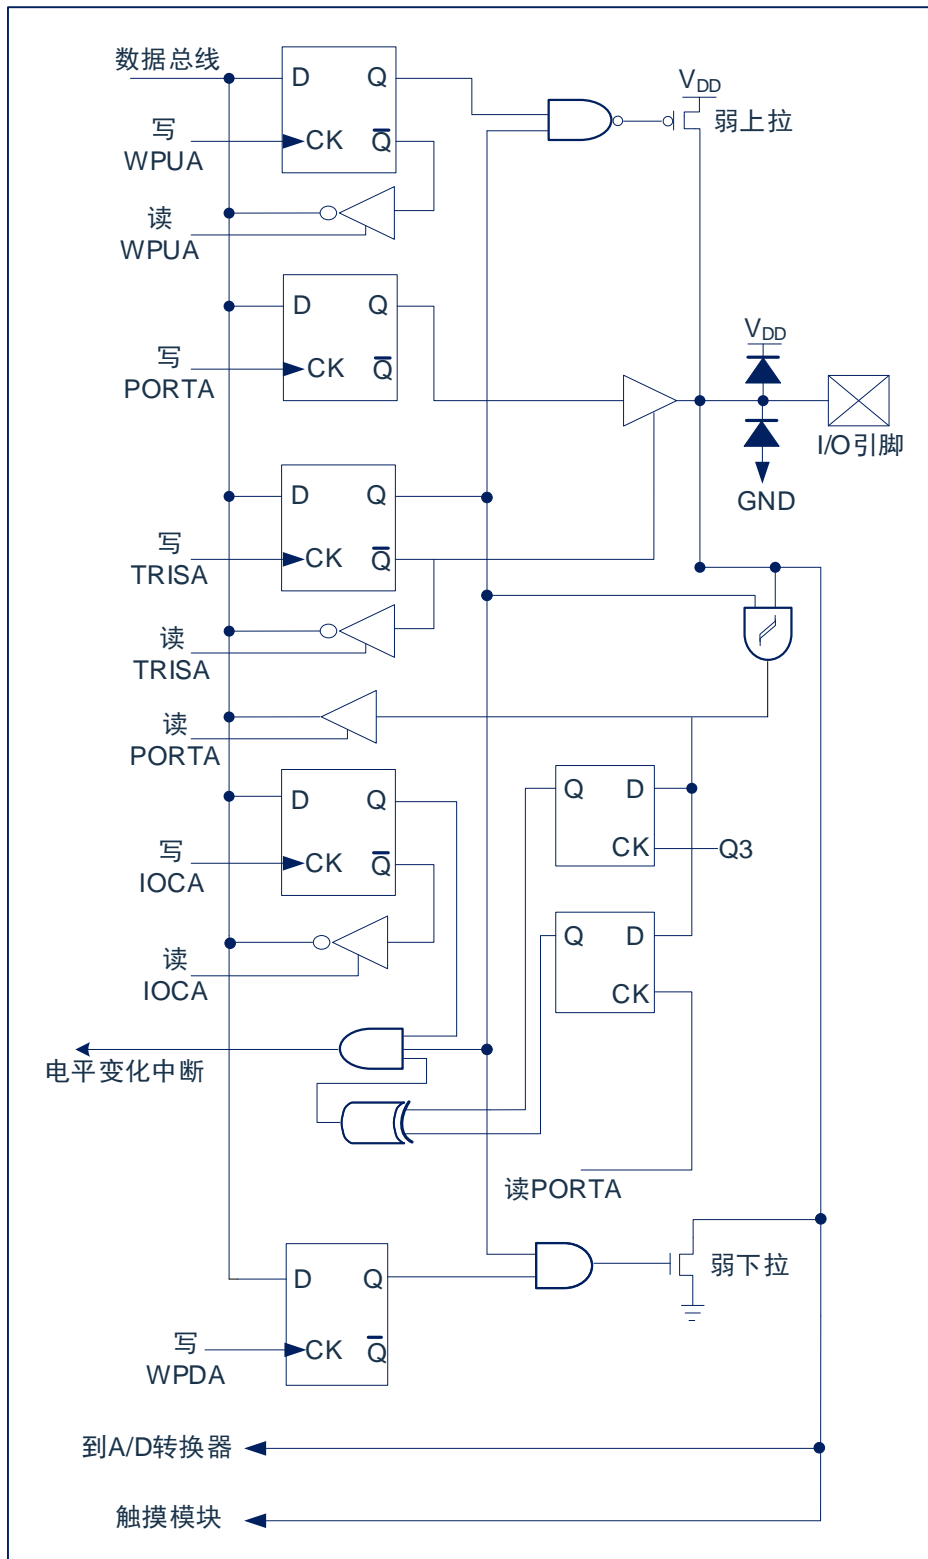 数据总线
D Q
V_DD
弱上拉
写
WPUA
CK Q̅
读
WPUA
D Q
写
PORTA
CK Q̅
V_DD
I/O引脚
GND
D Q
写
TRISA
CK Q̅
读
TRISA
读
PORTA
D Q
Q D
写
IOCA
CK Q̅
CK
Q3
读
IOCA
Q D
CK
电平变化中断
读PORTA
D Q
弱下拉
写
WPDA
CK Q̅
到A/D转换器
触摸模块